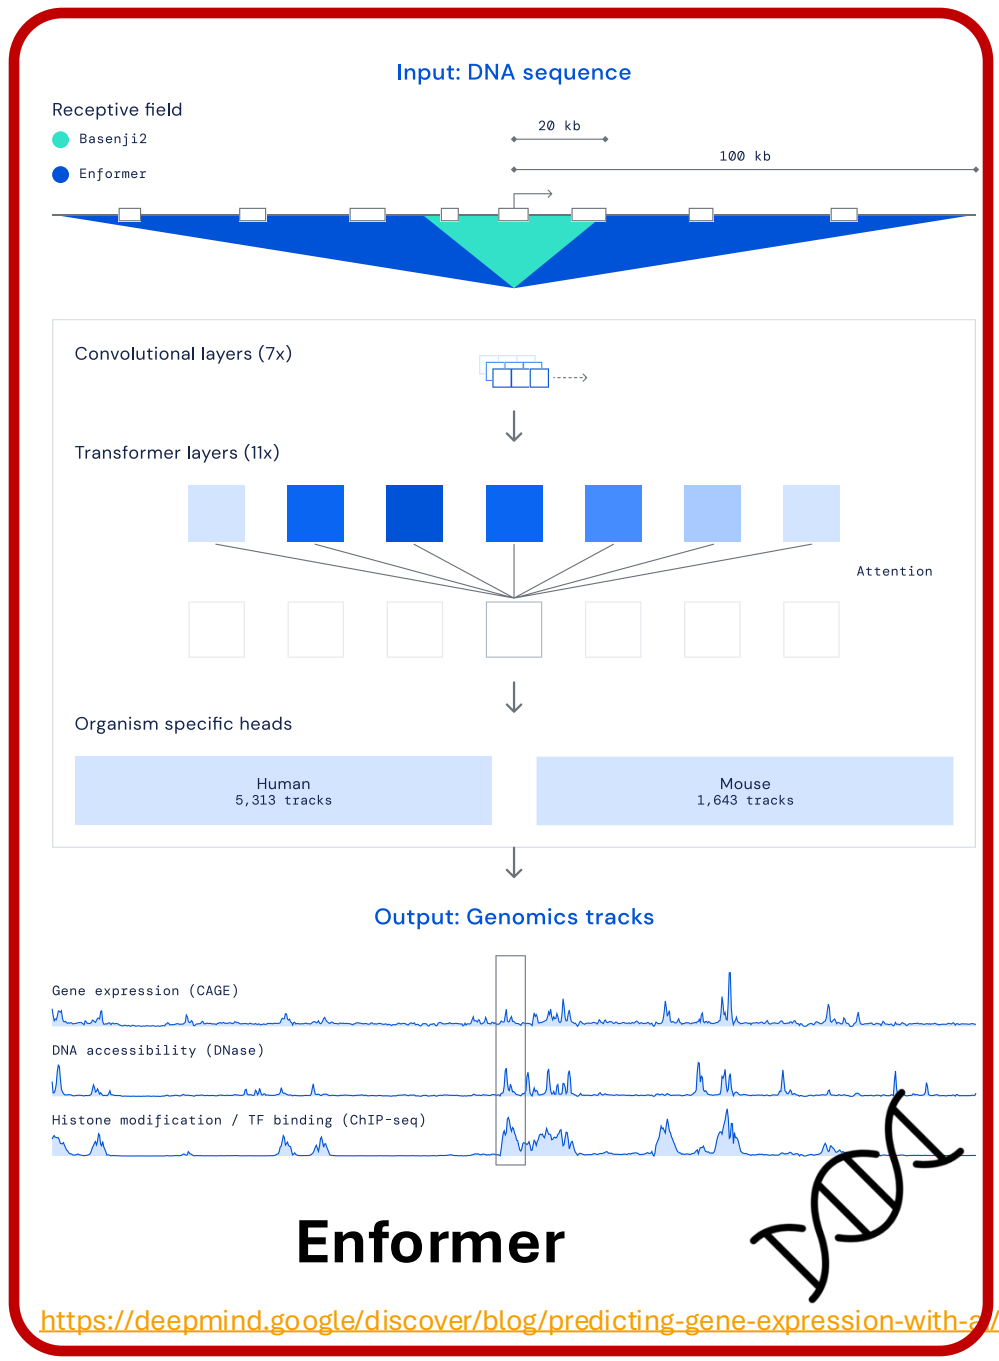 Input: DNA sequence
Receptive field
Basenji2
Enformer
20 kb
100 kb
Convolutional layers (7x)
Transformer layers (11x)
Attention
Organism specific heads
Human
5,313 tracks
Mouse
1,643 tracks
Output: Genomics tracks
Gene expression (CAGE)
DNA accessibility (DNase)
Histone modification / TF binding (ChIP-seq)
Enformer
https://deepmind.google/discover/blog/predicting-gene-expression-with-ai/